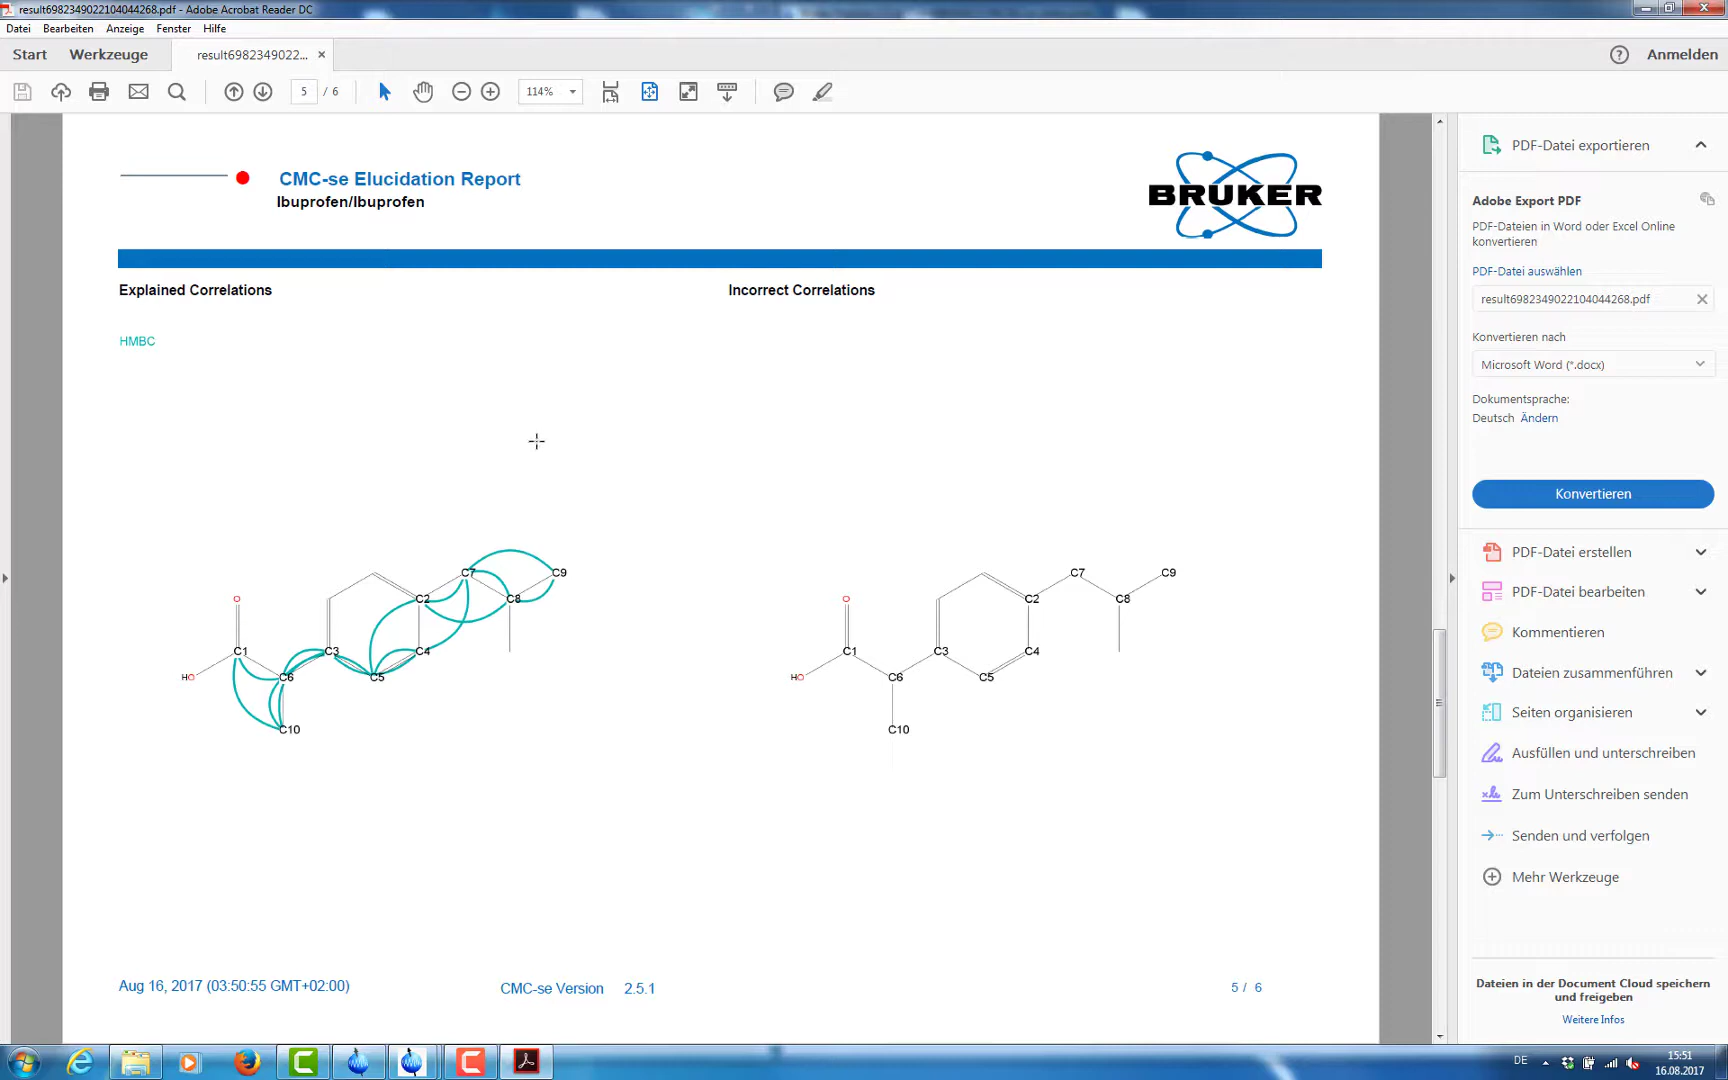 result6982349022104044268.pdf - Adobe Acrobat Reader DC
Datei Bearbeiten Anzeige Fenster Hilfe
Start Werkzeuge result6982349022... × Anmelden
5 / 6 114%
CMC-se Elucidation Report
Ibuprofen/Ibuprofen
BRUKER
Explained Correlations
HMBC
O
HO
C1
C2
C3
C4
C5
C6
C7
C8
C9
C10
Incorrect Correlations
O
HO
C1
C2
C3
C4
C5
C6
C7
C8
C9
C10
Aug 16, 2017 (03:50:55 GMT+02:00) CMC-se Version 2.5.1 5 / 6
PDF-Datei exportieren
Adobe Export PDF
PDF-Dateien in Word oder Excel Online
konvertieren
PDF-Datei auswählen
result6982349022104044268.pdf
Konvertieren nach
Microsoft Word (*.docx)
Dokumentsprache:
Deutsch Ändern
Konvertieren
PDF-Datei erstellen
PDF-Datei bearbeiten
Kommentieren
Dateien zusammenführen
Seiten organisieren
Ausfüllen und unterschreiben
Zum Unterschreiben senden
Senden und verfolgen
Mehr Werkzeuge
Dateien in der Document Cloud speichern
und freigeben
Weitere Infos
DE
15:51
16.08.2017